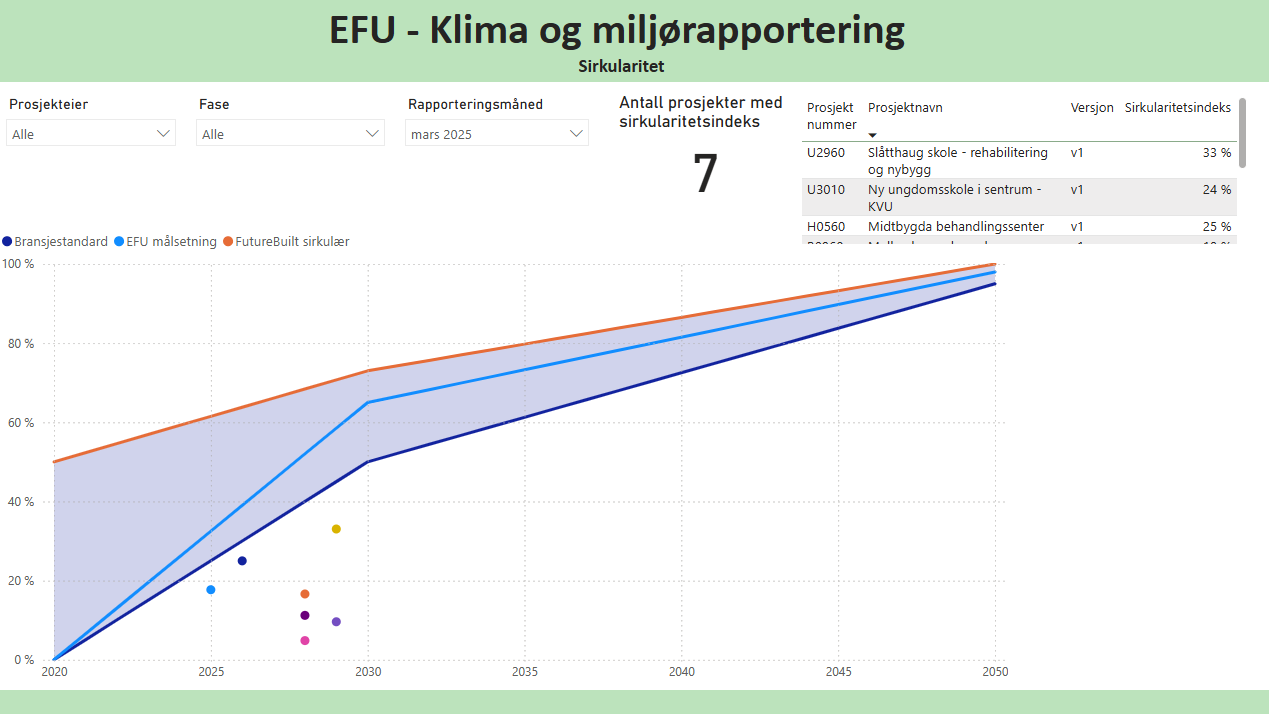 EFU - Klima og miljørapportering
Sirkularitet
Prosjekteier
Alle
Fase
Alle
Rapporteringsmåned
mars 2025
Antall prosjekter med
sirkularitetsindeks
7
Prosjekt
nummer
Prosjektnavn
Versjon
Sirkularitetsindeks
U2960 Slåtthaug skole - rehabilitering og nybygg v1 33 %
U3010 Ny ungdomsskole i sentrum - KVU v1 24 %
H0560 Midtbygda behandlingssenter v1 25 %
Bransjestandard EFU målsetning FutureBuilt sirkulær
100 %
80 %
60 %
40 %
20 %
0 %
2020 2025 2030 2035 2040 2045 2050